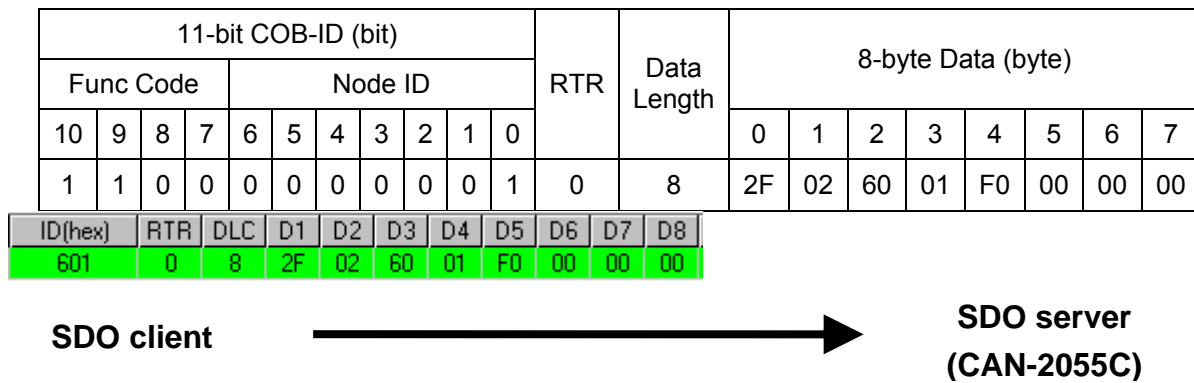 11-bit COB-ID (bit)
RTR
Data Length
8-byte Data (byte)
Func Code
Node ID
10 9 8 7 6 5 4 3 2 1 0
0 1 2 3 4 5 6 7
1 1 0 0 0 0 0 0 0 0 1 0 8 2F 02 60 01 F0 00 00 00
ID(hex) RTR DLC D1 D2 D3 D4 D5 D6 D7 D8
601 0 8 2F 02 60 01 F0 00 00 00
SDO client
SDO server
(CAN-2055C)